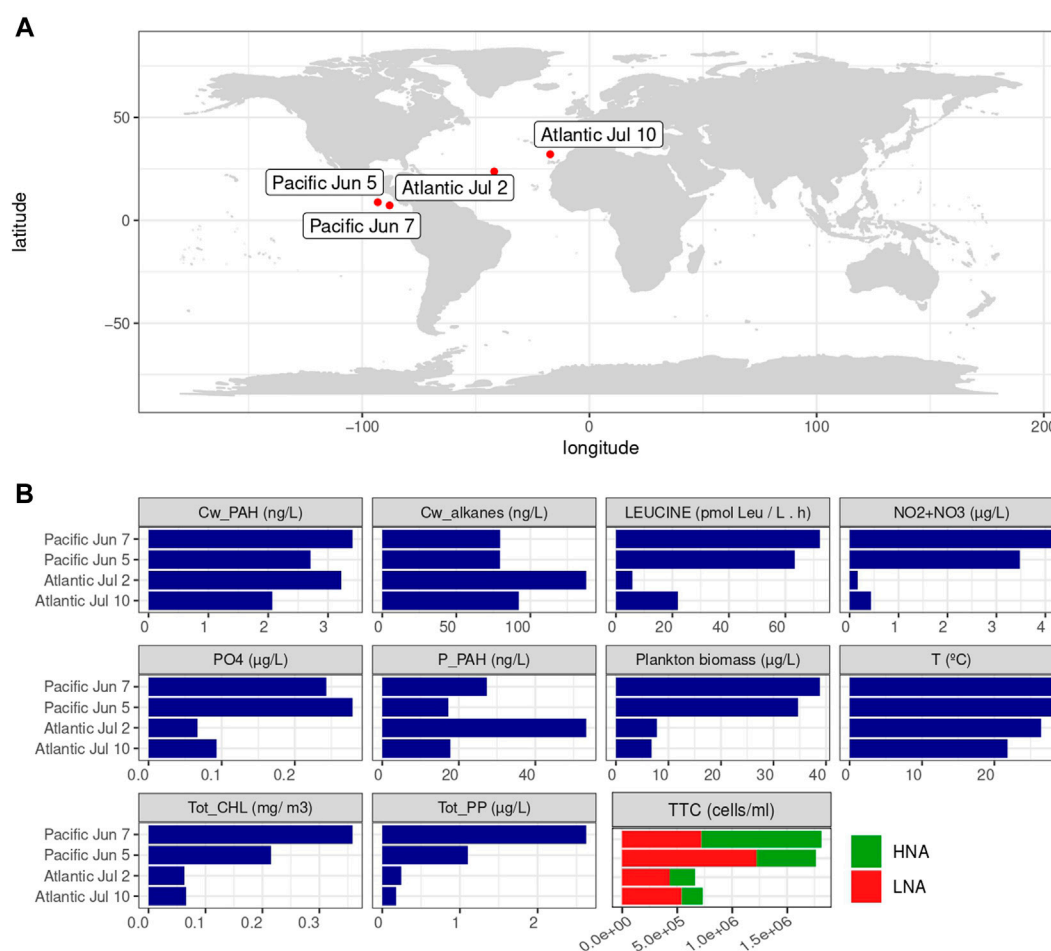 A
latitude
50
0
−50
Atlantic Jul 10
Pacific Jun 5
Atlantic Jul 2
Pacific Jun 7
−100
0
100
200
longitude
B
Cw_PAH (ng/L)
Cw_alkanes (ng/L)
LEUCINE (pmol Leu / L . h)
NO2+NO3 (µg/L)
Pacific Jun 7
Pacific Jun 5
Atlantic Jul 2
Atlantic Jul 10
0 1 2 3
0 50 100
0 20 40 60
0 1 2 3 4
PO4 (µg/L)
P_PAH (ng/L)
Plankton biomass (µg/L)
T (ºC)
Pacific Jun 7
Pacific Jun 5
Atlantic Jul 2
Atlantic Jul 10
0.0 0.1 0.2
0 20 40
0 10 20 30 40
0 20
Tot_CHL (mg/ m3)
Tot_PP (µg/L)
TTC (cells/ml)
Pacific Jun 7
Pacific Jun 5
Atlantic Jul 2
Atlantic Jul 10
0.0 0.1 0.2 0.3
0 1 2
0.0e+00 5.0e+05 1.0e+06 1.5e+06
HNA
LNA